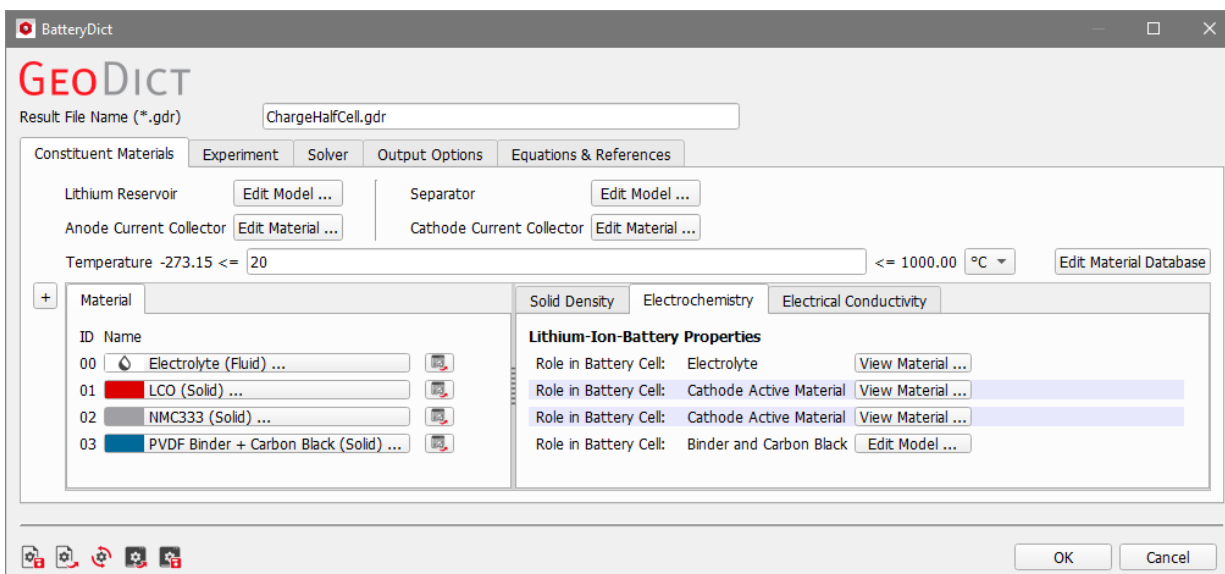 BatteryDict
GEODICT
Result File Name (*.gdr) ChargeHalfCell.gdr
Constituent Materials Experiment Solver Output Options Equations & References
Lithium Reservoir Edit Model ... Separator Edit Model ...
Anode Current Collector Edit Material ... Cathode Current Collector Edit Material ...
Temperature -273.15 <= 20 <= 1000.00 °C Edit Material Database
+ Material Solid Density Electrochemistry Electrical Conductivity
ID Name Lithium-Ion-Battery Properties
00 Electrolyte (Fluid) ... Role in Battery Cell: Electrolyte View Material ...
01 LCO (Solid) ... Role in Battery Cell: Cathode Active Material View Material ...
02 NMC333 (Solid) ... Role in Battery Cell: Cathode Active Material View Material ...
03 PVDF Binder + Carbon Black (Solid) ... Role in Battery Cell: Binder and Carbon Black Edit Model ...
OK Cancel